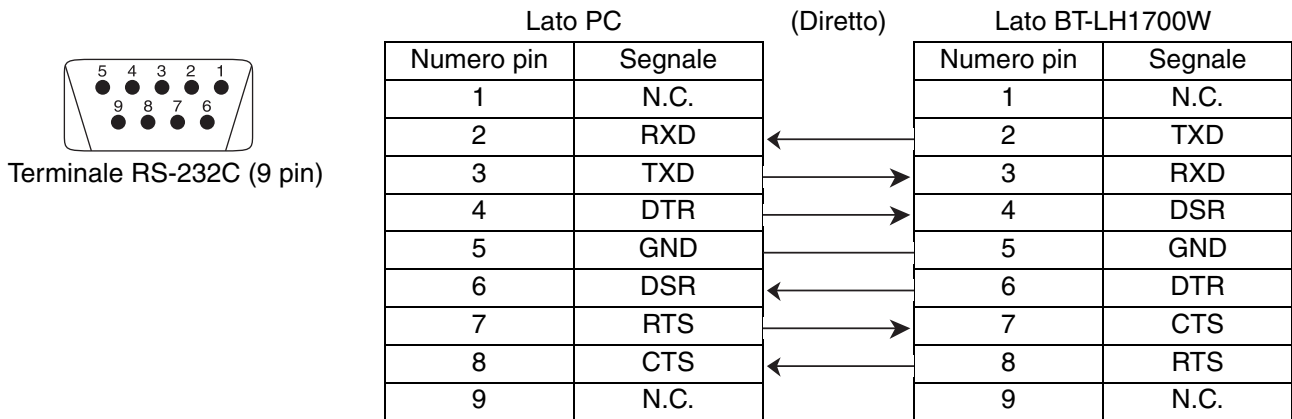 Lato PC (Diretto) Lato BT-LH1700W
Numero pin Segnale Numero pin Segnale
1 N.C. 1 N.C.
2 RXD 2 TXD
3 TXD 3 RXD
4 DTR 4 DSR
5 GND 5 GND
6 DSR 6 DTR
7 RTS 7 CTS
8 CTS 8 RTS
9 N.C. 9 N.C.
5 4 3 2 1
9 8 7 6
Terminale RS-232C (9 pin)